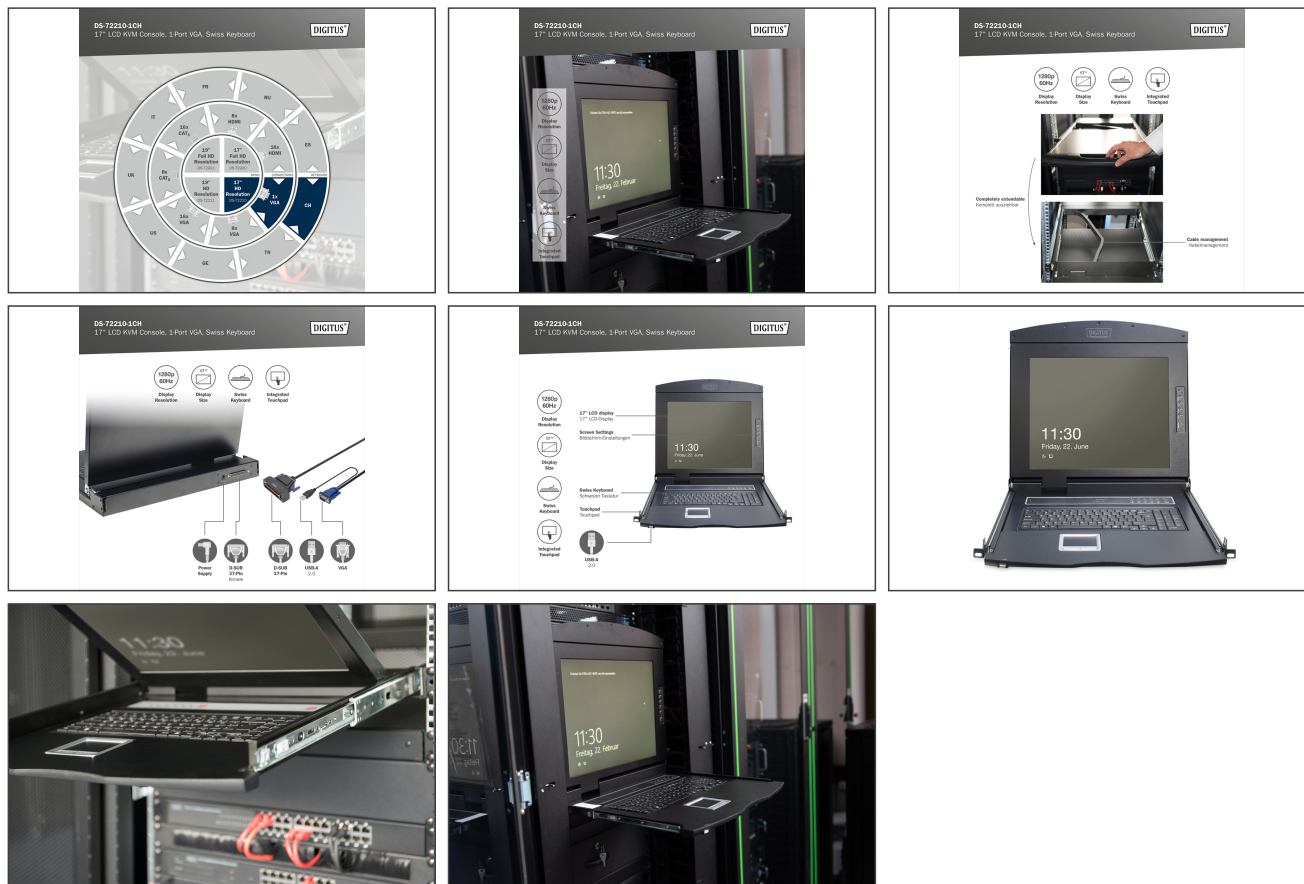 DS-72210-1CH
17" LCD KVM Console, 1-Port VGA, Swiss Keyboard
DIGITUS®
FR
RU
IT
ES
UK
CH
US
TR
GE
16x
CAT5
8x
HDMI
16x
HDMI
8x
CAT5
1x
VGA
16x
VGA
8x
VGA
19"
Full HD
Resolution
17"
Full HD
Resolution
19"
HD
Resolution
17"
HD
Resolution
DS-72210
DS-72210-1CH
17" LCD KVM Console, 1-Port VGA, Swiss Keyboard
DIGITUS®
1280p
60Hz
Display
Resolution
17"
Display
Size
Swiss
Keyboard
Integrated
Touchpad
11:30
Freitag, 22. Februar
DS-72210-1CH
17" LCD KVM Console, 1-Port VGA, Swiss Keyboard
DIGITUS®
1280p
60Hz
Display
Resolution
17"
Display
Size
Swiss
Keyboard
Integrated
Touchpad
Completely extendable
Komplett ausziehbar
Cable management
Kabelmanagement
DS-72210-1CH
17" LCD KVM Console, 1-Port VGA, Swiss Keyboard
DIGITUS®
1280p
60Hz
Display
Resolution
17"
Display
Size
Swiss
Keyboard
Integrated
Touchpad
Power
Supply
D-SUB
37-Pin
female
D-SUB
37-Pin
USB-A
2.0
VGA
DS-72210-1CH
17" LCD KVM Console, 1-Port VGA, Swiss Keyboard
DIGITUS®
1280p
60Hz
Display
Resolution
17"
Display
Size
Swiss
Keyboard
Integrated
Touchpad
17" LCD display
17" LCD-Display
Screen Settings
Bildschirm-Einstellungen
Swiss Keyboard
Schweizer Tastatur
Touchpad
Touchpad
USB-A
2.0
11:30
Friday, 22. June
DIGITUS
11:30
Friday, 22. June
11:30
Friday, 22. June
11:30
Freitag, 22. Februar